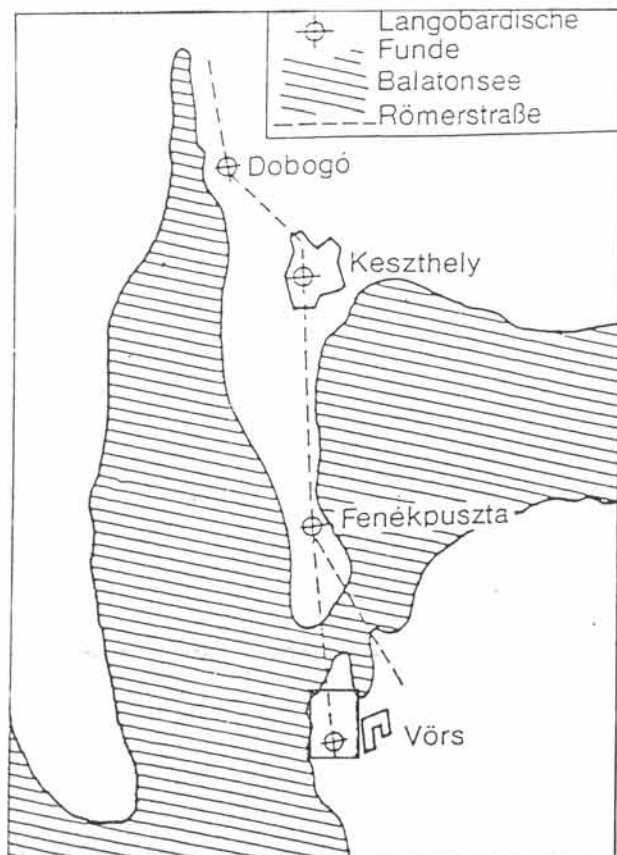 Langobardische
Funde
Balatonsee
Römerstraße
Dobogó
Keszthely
Fenékpuszta
Vörs